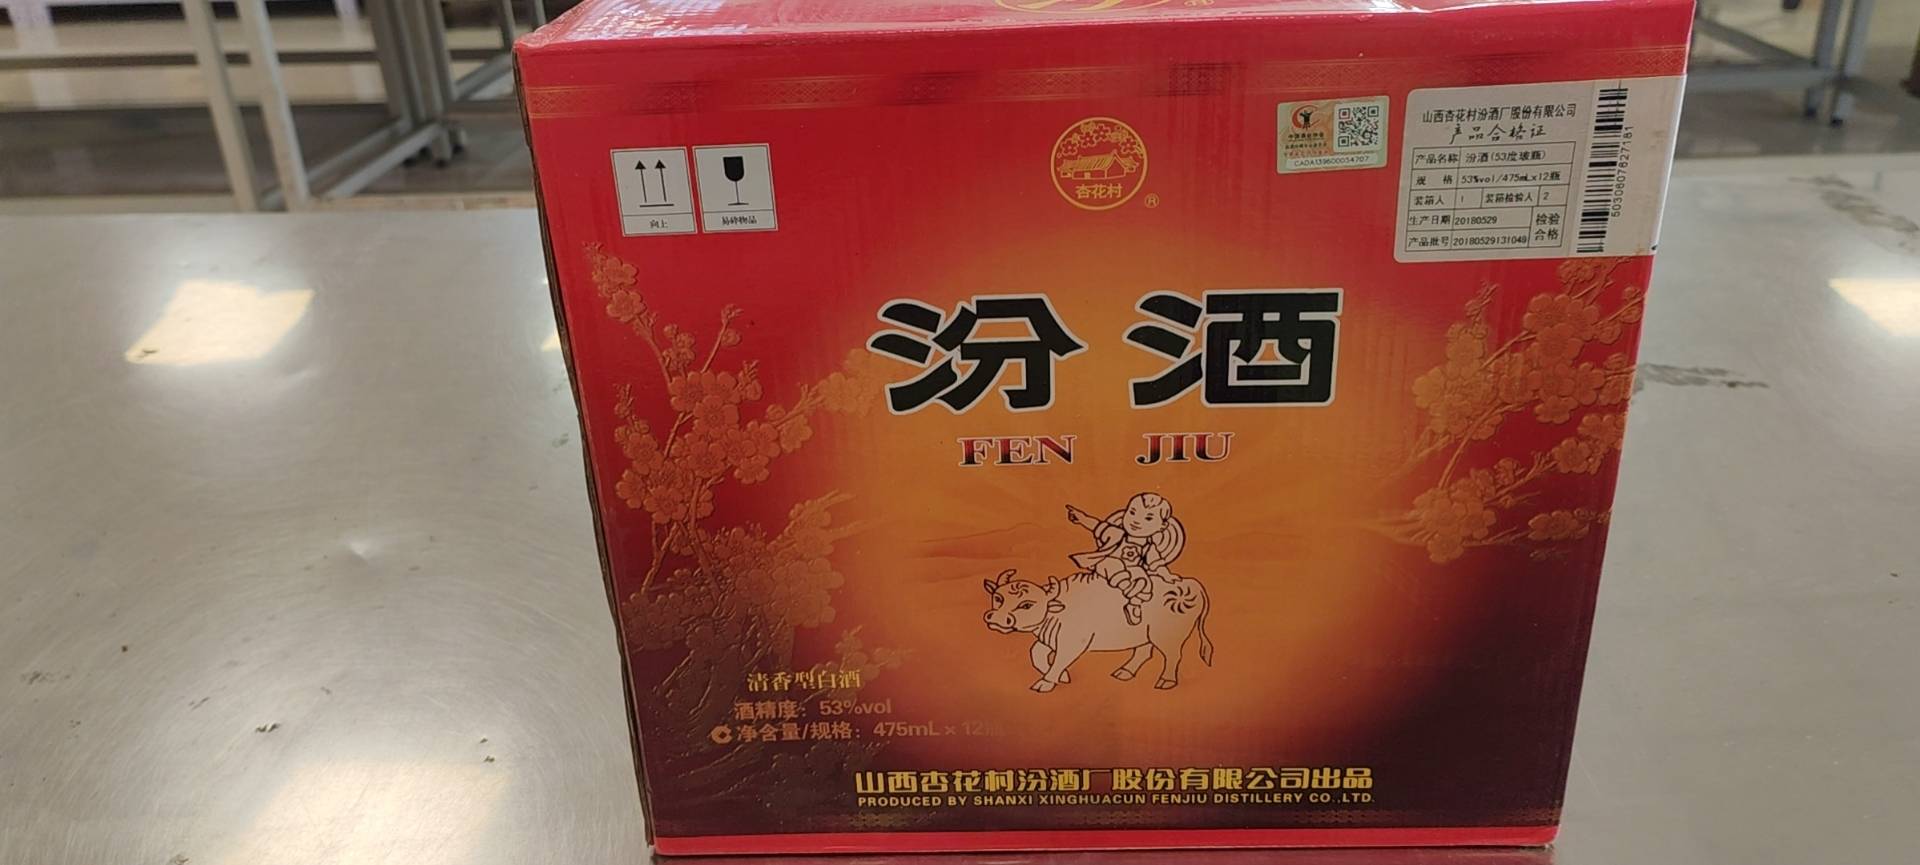 杏花村
®
向上
易碎物品
CADA139600054707
山西杏花村汾酒厂股份有限公司
产品合格证
产品名称 汾酒(53度玻瓶)
规 格 53%vol/475mL×12瓶
装箱人 1 装箱检验人 2
生产日期 20180529 检验
产品批号 20180529131049 合格
5030607627181
汾酒
FEN JIU
清香型白酒
酒精度：53%vol
净含量/规格：475mL×12瓶
山西杏花村汾酒厂股份有限公司出品
PRODUCED BY SHANXI XINGHUACUN FENJIU DISTILLERY CO.,LTD.